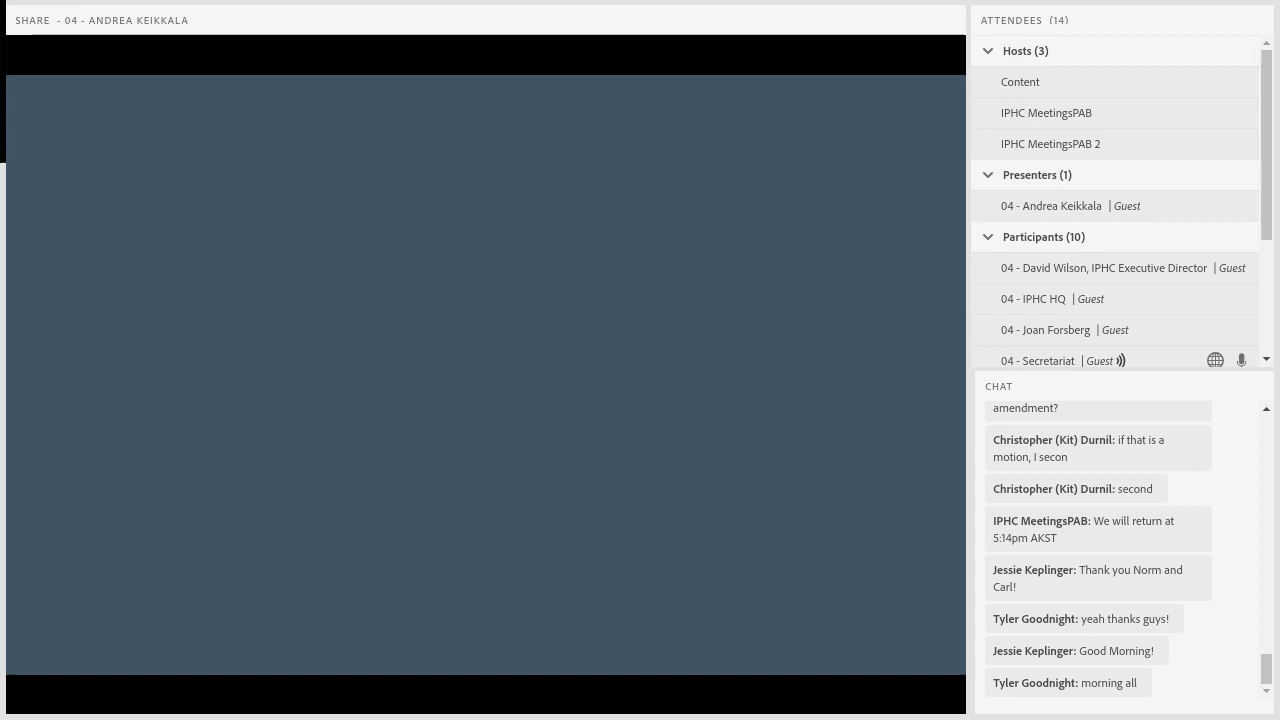 SHARE - 04 - ANDREA KEIKKALA
ATTENDEES (14)
Hosts (3)
Content
IPHC MeetingsPAB
IPHC MeetingsPAB 2
Presenters (1)
04 - Andrea Keikkala | Guest
Participants (10)
04 - David Wilson, IPHC Executive Director | Guest
04 - IPHC HQ | Guest
04 - Joan Forsberg | Guest
04 - Secretariat | Guest
CHAT
amendment?
Christopher (Kit) Durnil: if that is a
motion, I secon
Christopher (Kit) Durnil: second
IPHC MeetingsPAB: We will return at
5:14pm AKST
Jessie Keplinger: Thank you Norm and
Carl!
Tyler Goodnight: yeah thanks guys!
Jessie Keplinger: Good Morning!
Tyler Goodnight: morning all